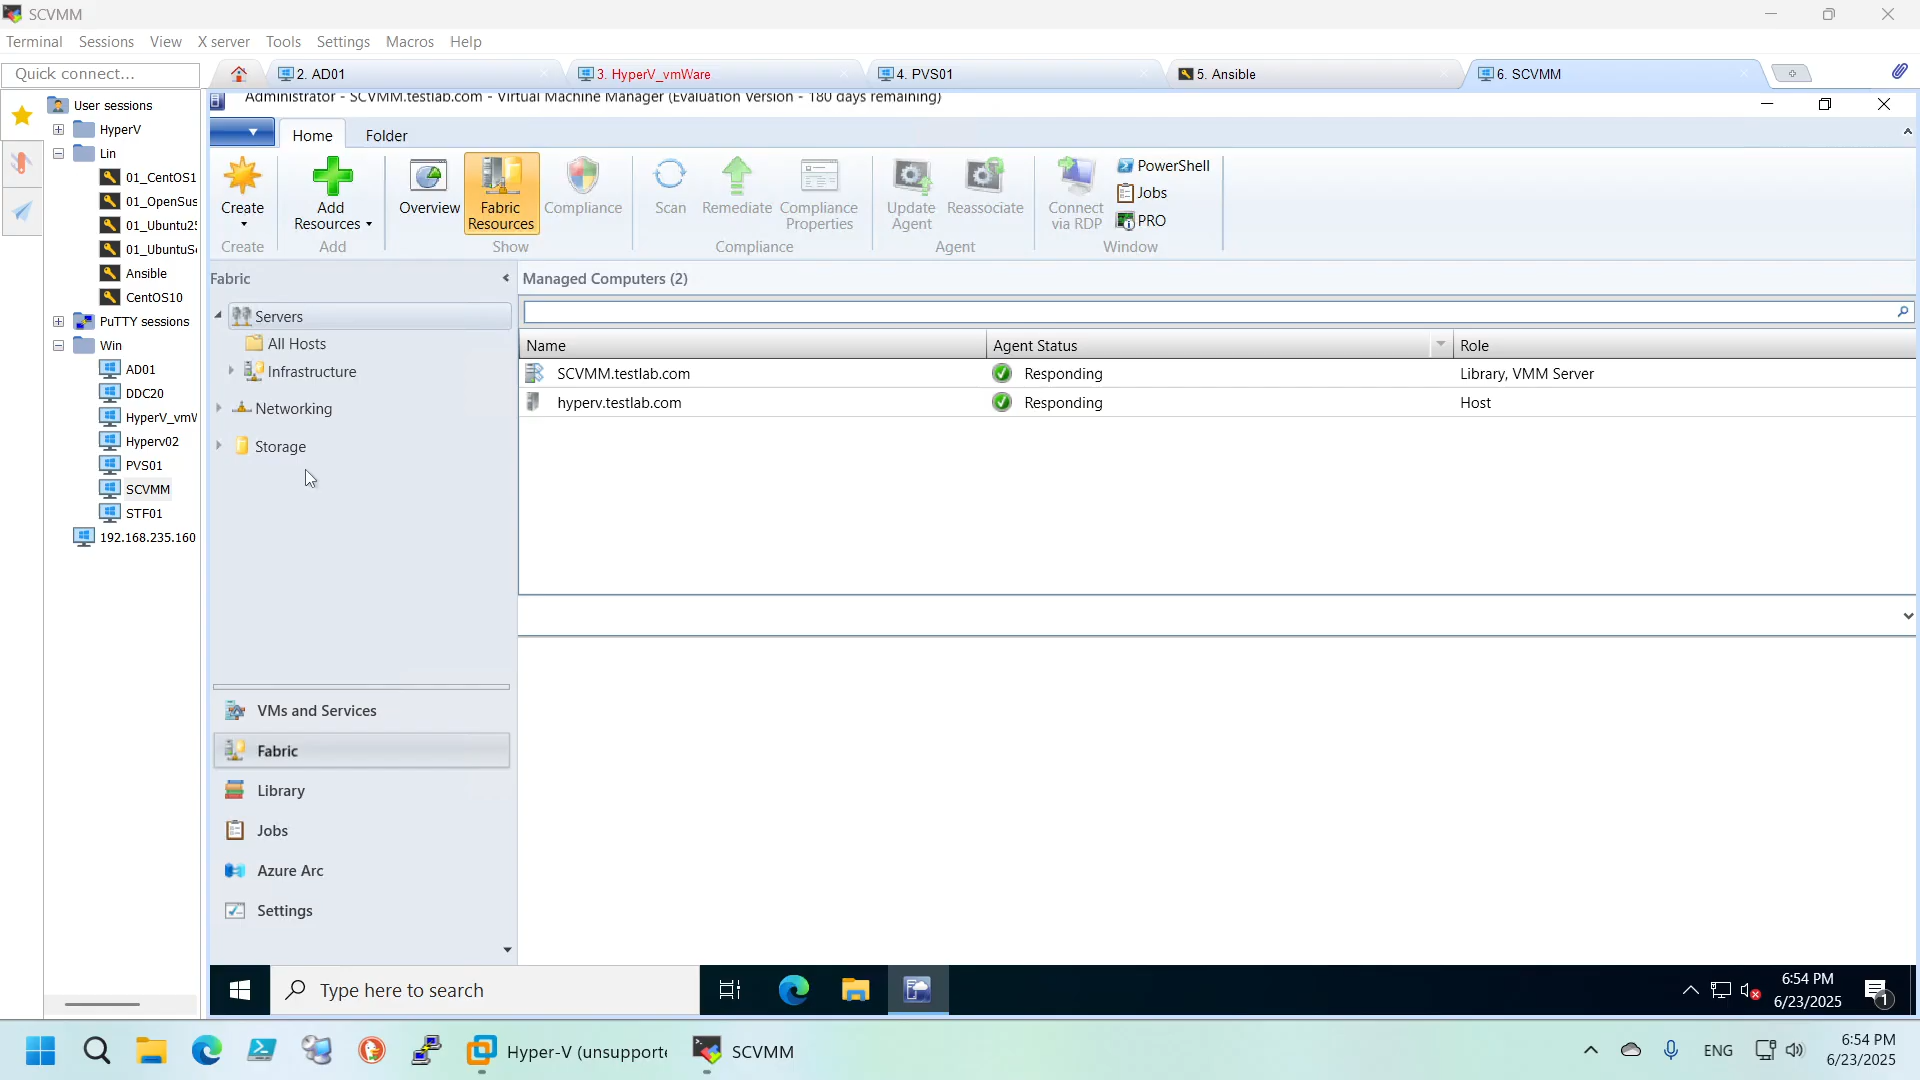 SCVMM
Terminal Sessions View X server Tools Settings Macros Help
Quick connect...
2. AD01
3. HyperV_vmWare
4. PVS01
5. Ansible
6. SCVMM
User sessions
HyperV
Lin
01_CentOS1
01_OpenSus
01_Ubuntu2
01_UbuntuS
Ansible
CentOS10
PuTTY sessions
Win
AD01
DDC20
HyperV_vmW
Hyperv02
PVS01
SCVMM
STF01
192.168.235.160
Administrator - SCVMM.testlab.com - Virtual Machine Manager (Evaluation Version - 180 days remaining)
Home Folder
Create
Create
Add Resources
Add
Overview
Fabric Resources
Compliance
Show
Scan
Remediate
Compliance Properties
Compliance
Update Agent
Reassociate
Agent
Connect via RDP
PowerShell
Jobs
PRO
Window
Fabric
Servers
All Hosts
Infrastructure
Networking
Storage
VMs and Services
Fabric
Library
Jobs
Azure Arc
Settings
Managed Computers (2)
Name Agent Status Role
SCVMM.testlab.com Responding Library, VMM Server
hyperv.testlab.com Responding Host
Type here to search
6:54 PM
6/23/2025
1
Hyper-V (unsupporte
SCVMM
ENG
6:54 PM
6/23/2025